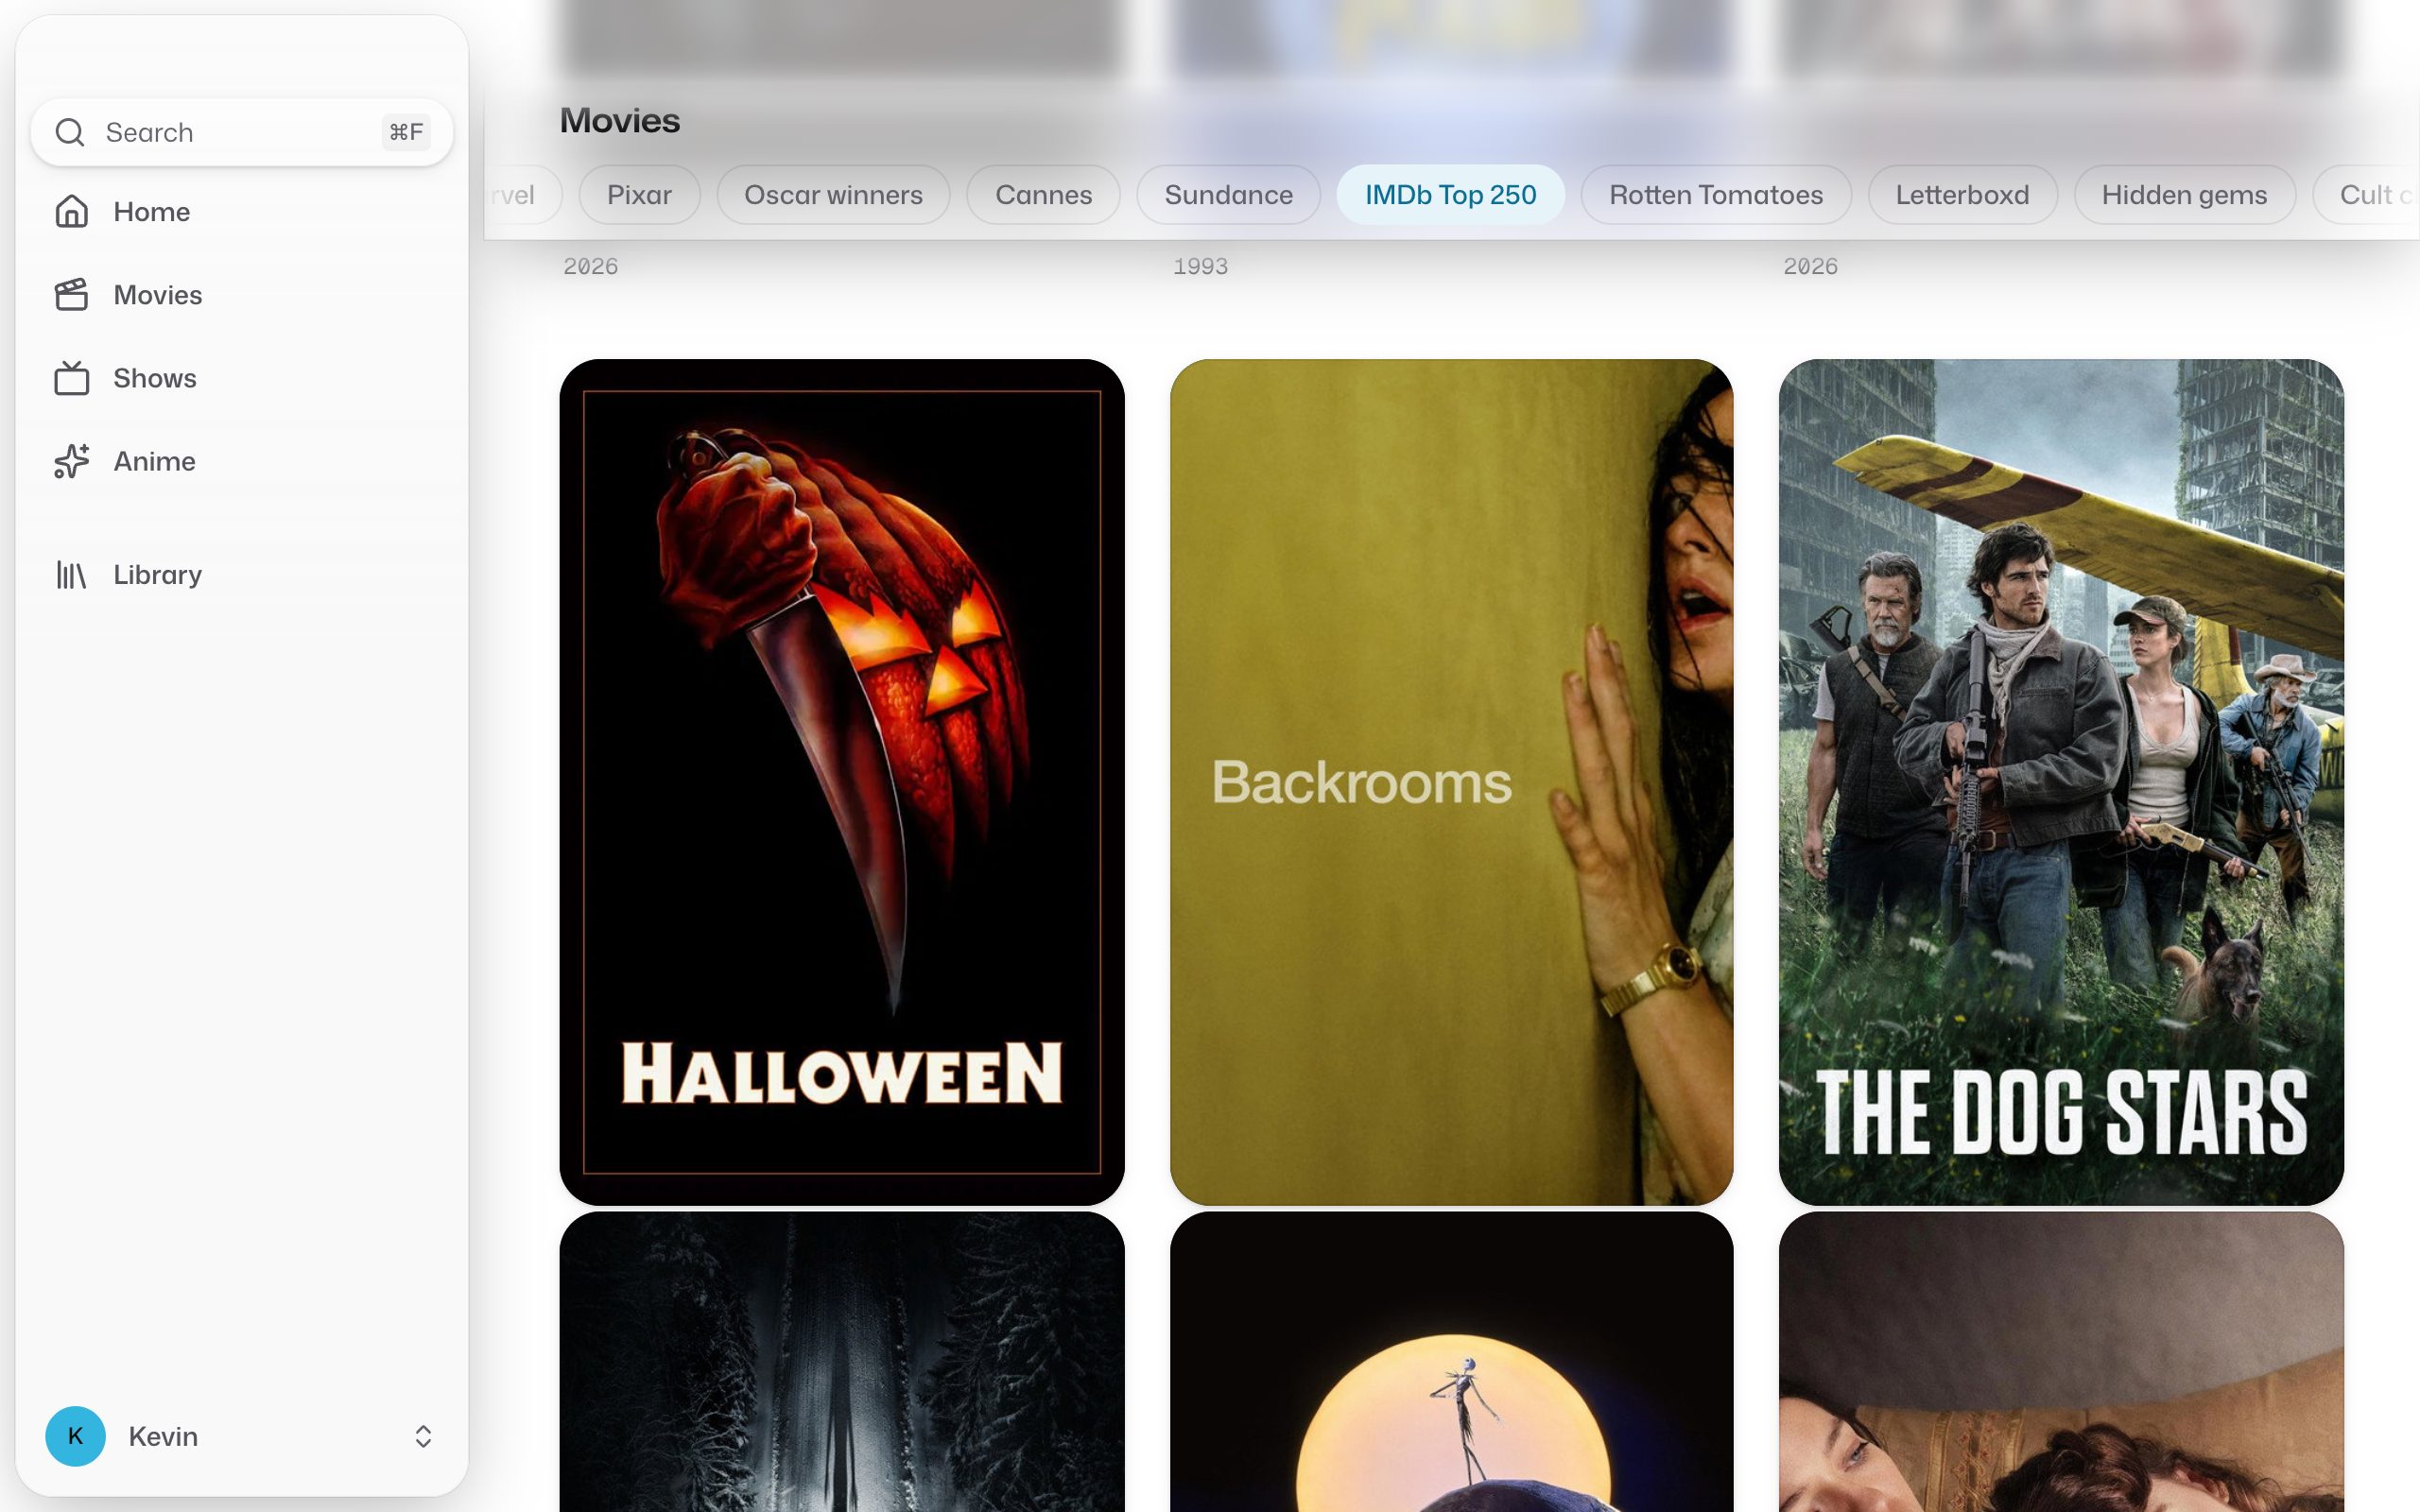 Search ⌘F
Home
Movies
Shows
Anime
Library
K Kevin
Movies
rvel Pixar Oscar winners Cannes Sundance IMDb Top 250 Rotten Tomatoes Letterboxd Hidden gems Cult
2026 1993 2026
HALLOWEEN
Backrooms
THE DOG STARS